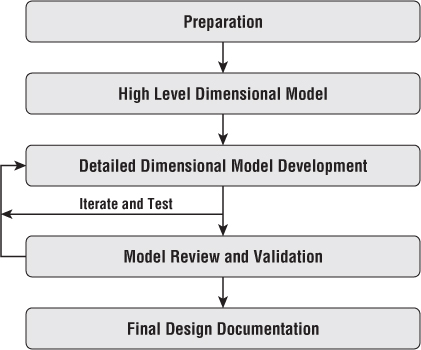 Preparation
High Level Dimensional Model
Detailed Dimensional Model Development
Iterate and Test
Model Review and Validation
Final Design Documentation